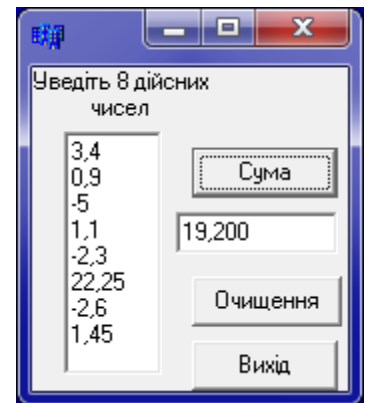 Уведіть 8 дійсних
чисел
3,4
0,9
-5
1,1
-2,3
22,25
-2,6
1,45
Сума
19,200
Очищення
Вихід